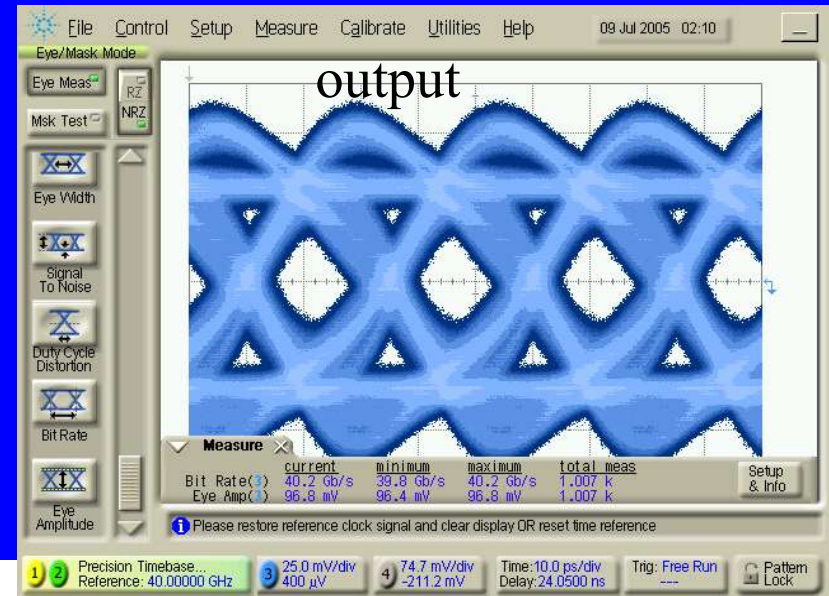 File Control Setup Measure Calibrate Utilities Help 09 Jul 2005 02:10
Eye/Mask Mode
output
Eye Meas
RZ
NRZ
Msk Test
Eye Width
Signal
To Noise
Duty Cycle
Distortion
Bit Rate
Eye
Amplitude
Measure
current minimum maximum total meas
Bit Rate(3) 40.2 Gb/s 39.8 Gb/s 40.2 Gb/s 1.007 k
Eye Amp(3) 96.8 mV 96.4 mV 96.8 mV 1.007 k
Setup
& Info
Please restore reference clock signal and clear display OR reset time reference
1 2 Precision Timebase...
Reference: 40.00000 GHz
3 25.0 mV/div
400 µV
4 74.7 mV/div
-211.2 mV
Time:10.0 ps/div
Delay:24.0500 ns
Trig: Free Run
---
Pattern
Lock